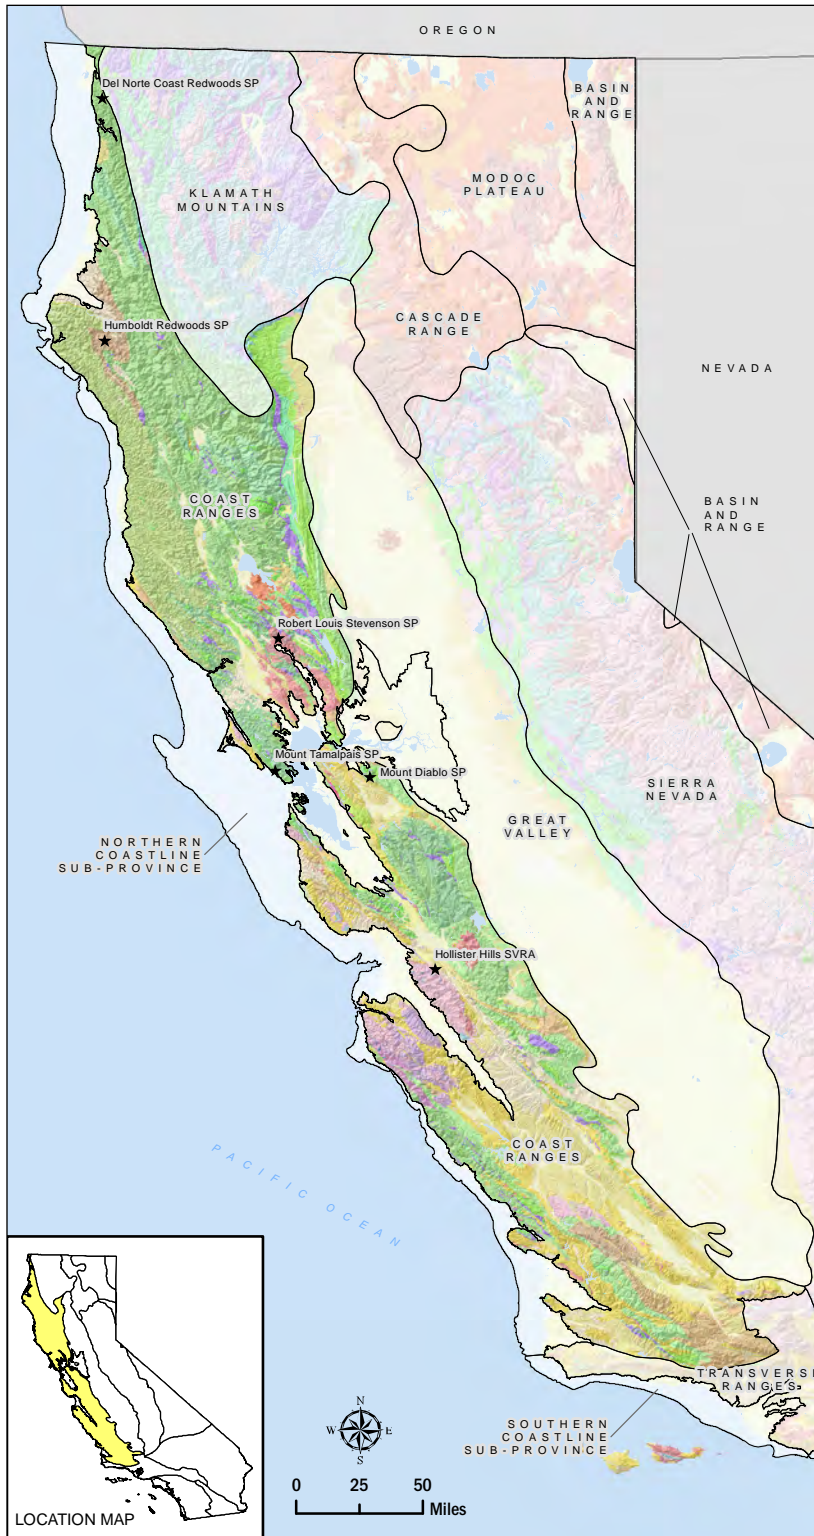 OREGON
Del Norte Coast Redwoods SP
BASIN
AND
RANGE
KLAMATH
MOUNTAINS
MODOC
PLATEAU
CASCADE
RANGE
Humboldt Redwoods SP
NEVADA
COAST
RANGES
BASIN
AND
RANGE
Robert Louis Stevenson SP
Mount Tamalpais SP
Mount Diablo SP
SIERRA
NEVADA
GREAT
VALLEY
NORTHERN
COASTLINE
SUB-PROVINCE
Hollister Hills SVRA
COAST
RANGES
PACIFIC OCEAN
TRANSVERSE
RANGES
SOUTHERN
COASTLINE
SUB-PROVINCE
N
W
E
S
0 25 50
Miles
LOCATION MAP